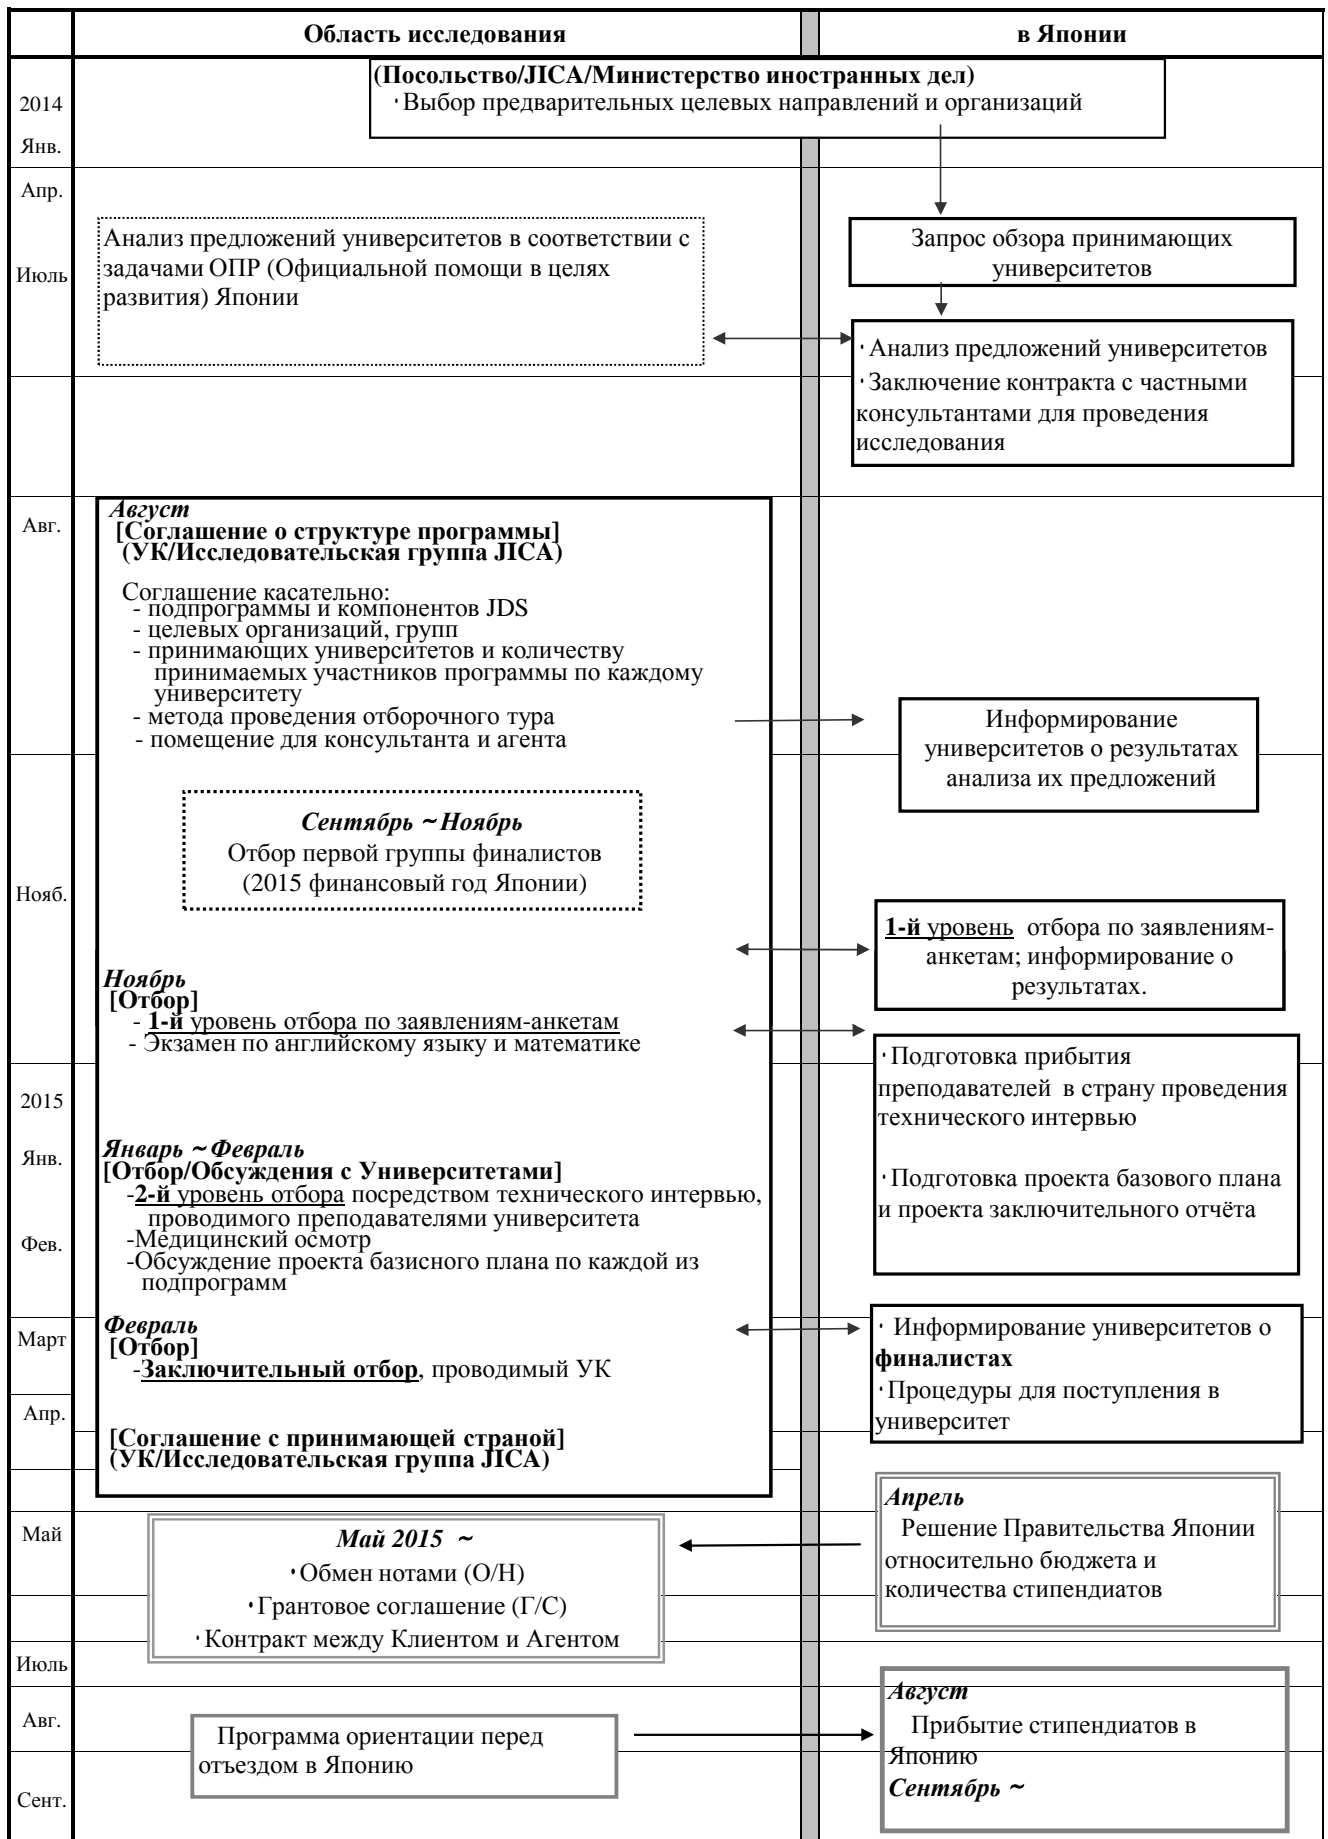 Область исследования
в Японии
(Посольство/JICA/Министерство иностранных дел)
・Выбор предварительных целевых направлений и организаций
2014
Янв.
Апр.
Июль
Анализ предложений университетов в соответствии с
задачами ОПР (Официальной помощи в целях
развития) Японии
Запрос обзора принимающих
университетов
・Анализ предложений университетов
・Заключение контракта с частными
консультантами для проведения
исследования
Авг.
Август
[Соглашение о структуре программы]
(УК/Исследовательская группа JICA)
Соглашение касательно:
- подпрограммы и компонентов JDS
- целевых организаций, групп
- принимающих университетов и количеству
принимаемых участников программы по каждому
университету
- метода проведения отборочного тура
- помещение для консультанта и агента
Информирование
университетов о результатах
анализа их предложений
Сентябрь ~ Ноябрь
Отбор первой группы финалистов
(2015 финансовый год Японии)
Нояб.
1-й уровень отбора по заявлениям-
анкетам; информирование о
результатах.
Ноябрь
[Отбор]
- 1-й уровень отбора по заявлениям-анкетам
- Экзамен по английскому языку и математике
・Подготовка прибытия
преподавателей в страну проведения
технического интервью
・Подготовка проекта базового плана
и проекта заключительного отчёта
2015
Янв.
Фев.
Январь ~ Февраль
[Отбор/Обсуждения с Университетами]
-2-й уровень отбора посредством технического интервью,
проводимого преподавателями университета
-Медицинский осмотр
-Обсуждение проекта базисного плана по каждой из
подпрограмм
Март
Апр.
Февраль
[Отбор]
-Заключительный отбор, проводимый УК
[Соглашение с принимающей страной]
(УК/Исследовательская группа JICA)
・ Информирование университетов о
финалистах
・Процедуры для поступления в
университет
Апрель
Решение Правительства Японии
относительно бюджета и
количества стипендиатов
Май
Май 2015 ~
・Обмен нотами (О/Н)
・Грантовое соглашение (Г/С)
・Контракт между Клиентом и Агентом
Июль
Авг.
Сент.
Программа ориентации перед
отъездом в Японию
Август
Прибытие стипендиатов в
Японию
Сентябрь ~